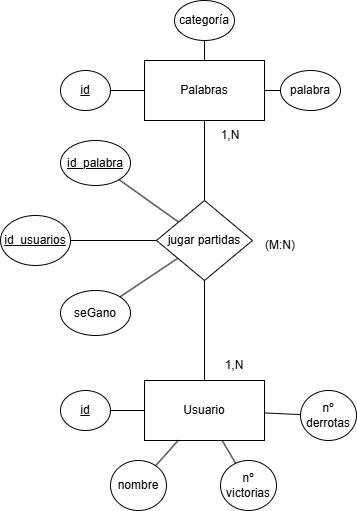 categoría
id
Palabras
palabra
1,N
id_palabra
id_usuarios
jugar partidas
(M:N)
seGano
1,N
id
Usuario
nº
derrotas
nombre
nº
victorias